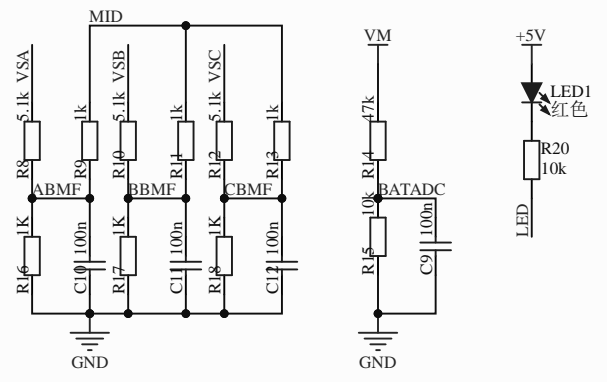 MID
VM
+5V
VSA
VSB
VSC
5.1k
1k
5.1k
1k
5.1k
1k
47k
LED1
红色
R8
R9
R10
R11
R12
R13
R14
R20
10k
ABMF
BBMF
CBMF
BATADC
1K
100n
1K
100n
1K
100n
10k
100n
LED
R16
C10
R17
C11
R18
C12
R15
C9
GND
GND